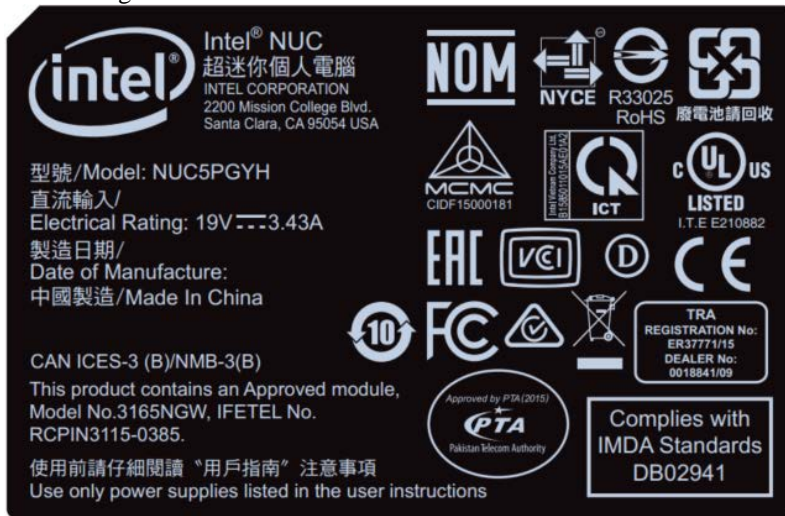 intel®
Intel® NUC
超迷你個人電腦
INTEL CORPORATION
2200 Mission College Blvd.
Santa Clara, CA 95054 USA
型號/Model: NUC5PGYH
直流輸入/
Electrical Rating: 19V 3.43A
製造日期/
Date of Manufacture:
中國製造/Made In China
CAN ICES-3 (B)/NMB-3(B)
This product contains an Approved module,
Model No.3165NGW, IFETEL No.
RCPIN3115-0385.
使用前請仔細閱讀〝用戶指南〞注意事項
Use only power supplies listed in the user instructions
NOM
NYCE
R33025
RoHS
廢電池請回收
MCMC
CIDF15000181
Intel Vietnam Company Ltd.
B1585011015AE01A2
ICT
C UL US
LISTED
I.T.E E210882
EAC
VCI
D
CE
10
FC
TRA
REGISTRATION No:
ER37771/15
DEALER No:
0018841/09
Approved by PTA (2015)
PTA
Pakistan Telecom Authority
Complies with
IMDA Standards
DB02941